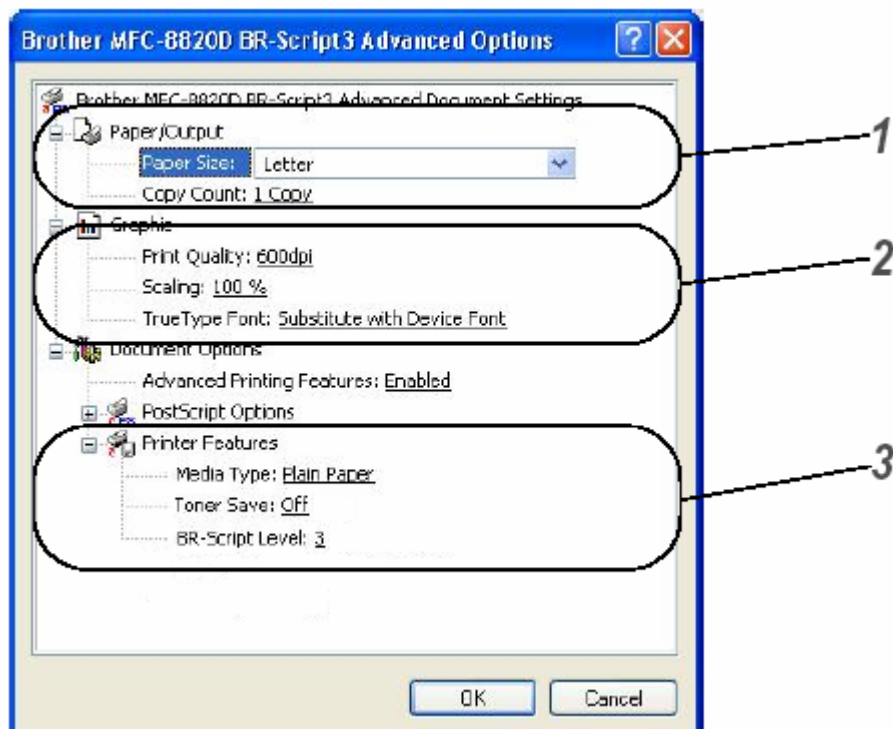 Brother MFC-8820D BR-Script3 Advanced Options
Brother MFC-8820D BR-Script3 Advanced Document Settings
Paper/Output
Paper Size: Letter
Copy Count: 1 Copy
1
Graphic
Print Quality: 600dpi
Scaling: 100 %
TrueType Font: Substitute with Device Font
2
Document Options
Advanced Printing Features: Enabled
PostScript Options
Printer Features
Media Type: Plain Paper
Toner Save: Off
BR-Script Level: 3
3
OK Cancel